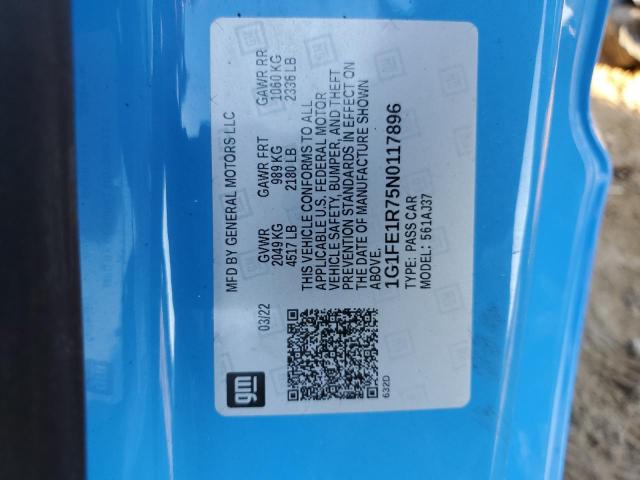 MFD BY GENERAL MOTORS LLC
03/22
GVWR
2049 KG
4517 LB
GAWR FRT
989 KG
2180 LB
GAWR RR
1060 KG
2336 LB
THIS VEHICLE CONFORMS TO ALL
APPLICABLE U.S. FEDERAL MOTOR
VEHICLE SAFETY, BUMPER, AND THEFT
PREVENTION STANDARDS IN EFFECT ON
THE DATE OF MANUFACTURE SHOWN
ABOVE.
1G1FE1R75N0117896
TYPE: PASS CAR
MODEL: 561AJ37
gm
632D